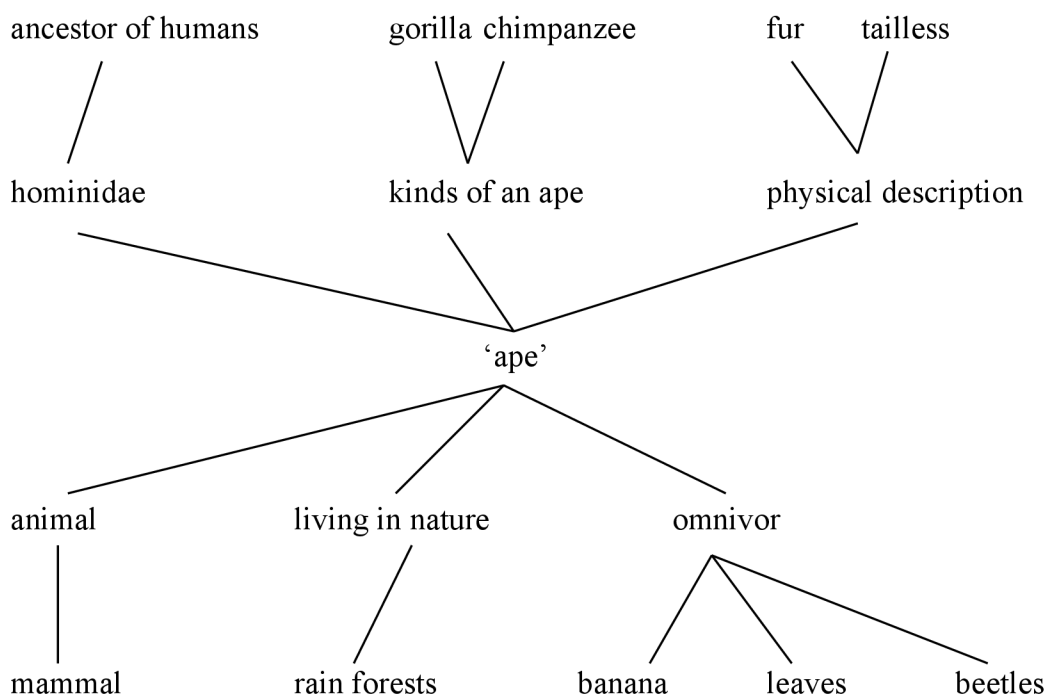 ancestor of humans gorilla chimpanzee fur tailless
hominidae kinds of an ape physical description
‘ape’
animal living in nature omnivor
mammal rain forests banana leaves beetles